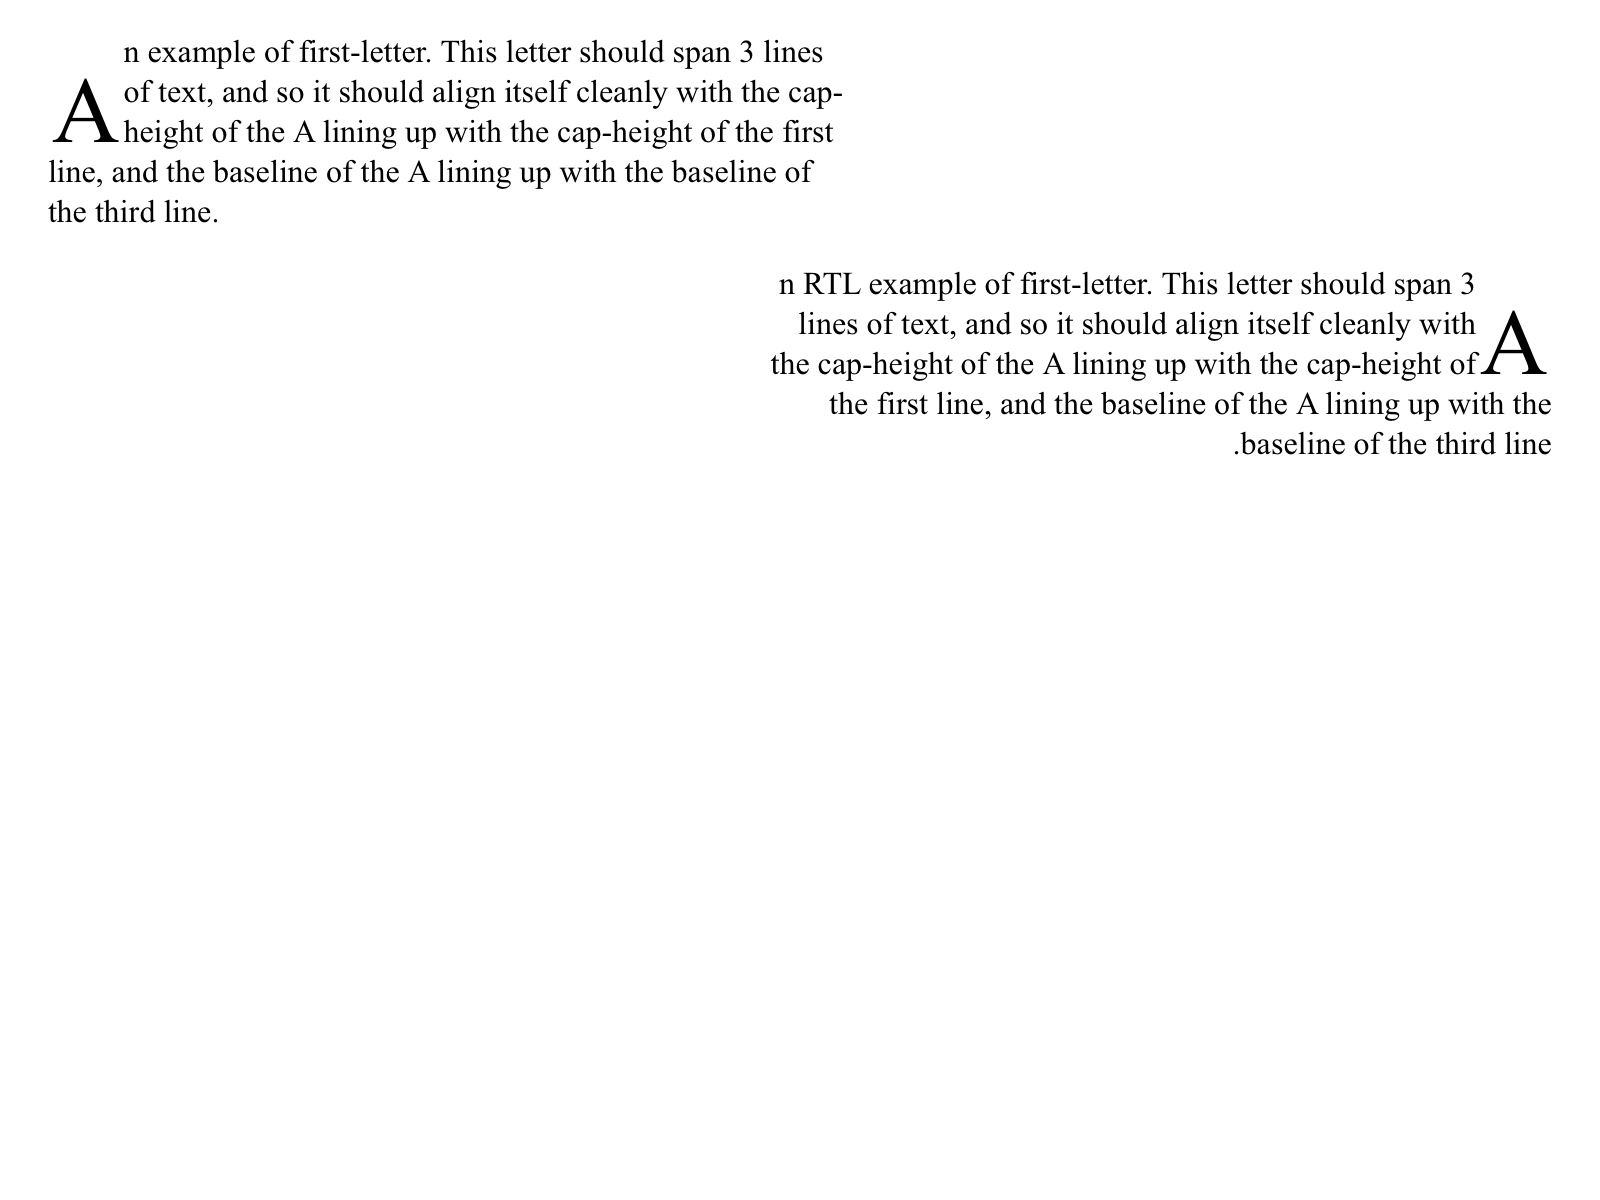 An example of first-letter. This letter should span 3 lines
of text, and so it should align itself cleanly with the cap-
height of the A lining up with the cap-height of the first
line, and the baseline of the A lining up with the baseline of
the third line.
An RTL example of first-letter. This letter should span 3
lines of text, and so it should align itself cleanly with
the cap-height of the A lining up with the cap-height of
the first line, and the baseline of the A lining up with the
.baseline of the third line